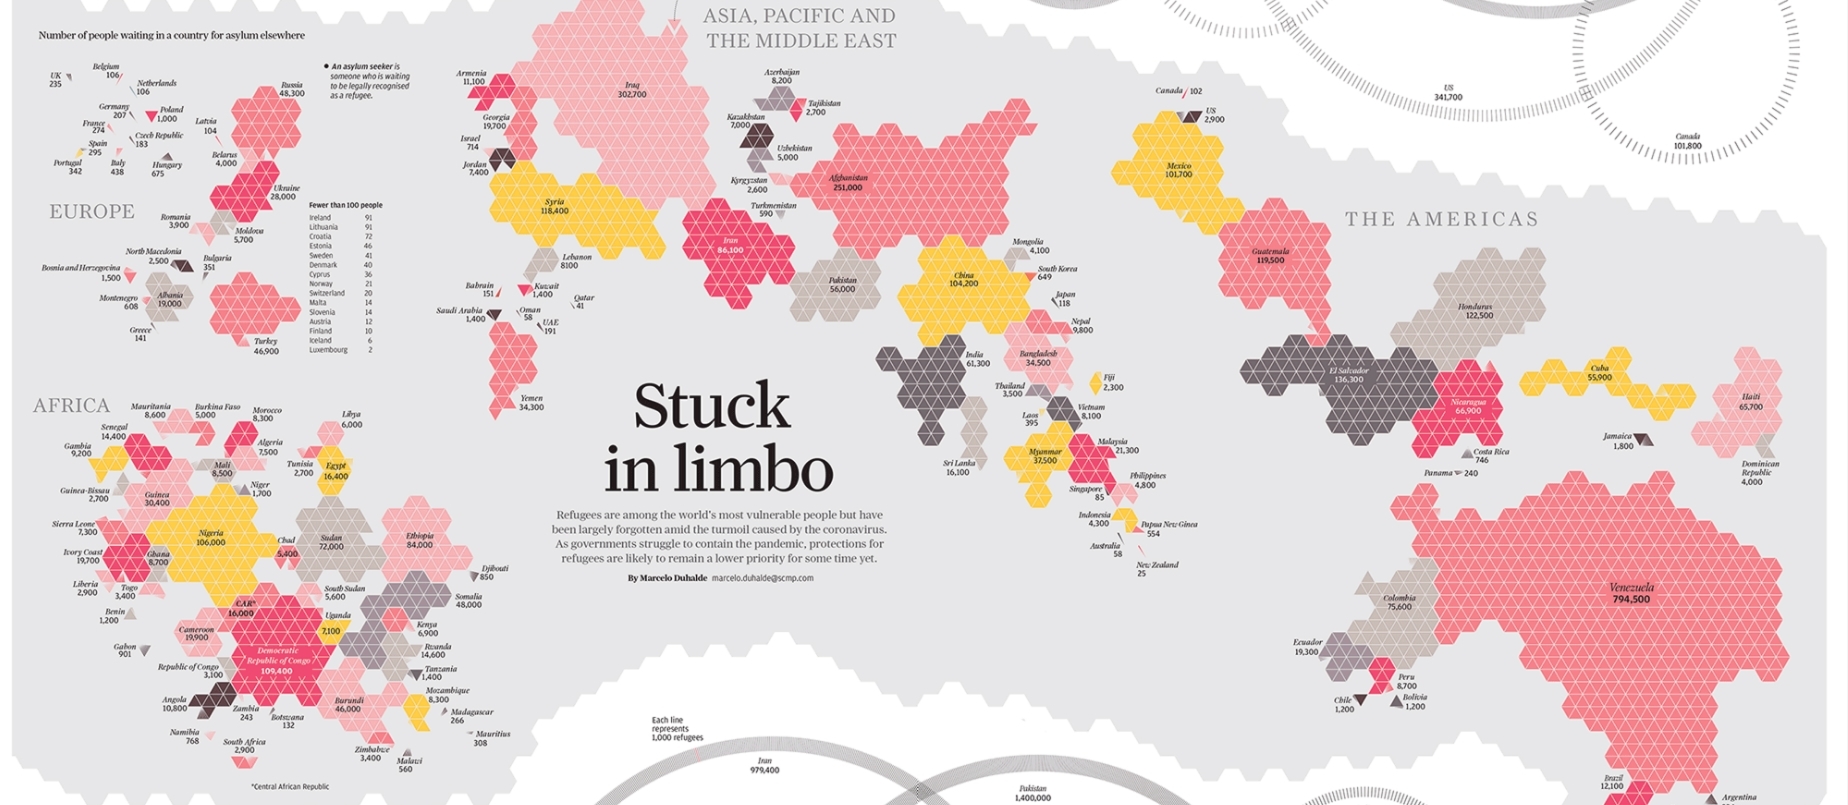 ASIA, PACIFIC AND
THE MIDDLE EAST
Number of people waiting in a country for asylum elsewhere
An asylum seeker is
someone who is waiting
to be legally recognised
as a refugee.
UK
235
Belgium
106
Netherlands
106
Germany
207
Poland
1,000
France
274
Czech Republic
183
Latvia
104
Spain
295
Portugal
342
Italy
438
Hungary
675
Belarus
4,000
Russia
48,300
Ukraine
28,000
EUROPE
Romania
3,900
Moldova
5,700
North Macedonia
2,500
Bulgaria
351
Bosnia and Herzegovina
1,500
Montenegro
608
Albania
19,000
Greece
141
Turkey
46,900
Fewer than 100 people
Ireland 91
Lithuania 91
Croatia 72
Estonia 46
Sweden 41
Denmark 40
Cyprus 36
Norway 21
Switzerland 20
Malta 14
Slovenia 14
Austria 12
Finland 10
Iceland 6
Luxembourg 2
Armenia
11,100
Georgia
19,700
Israel
714
Jordan
7,400
Iraq
302,700
Syria
118,400
Lebanon
8100
Bahrain
151
Kuwait
1,400
Qatar
41
Saudi Arabia
1,400
Oman
58
UAE
191
Yemen
34,300
Iran
86,100
Azerbaijan
8,200
Tajikistan
2,700
Kazakhstan
7,000
Uzbekistan
5,000
Kyrgyzstan
2,600
Turkmenistan
590
Afghanistan
251,000
Pakistan
56,000
China
104,200
Mongolia
4,100
South Korea
649
Japan
118
Nepal
9,800
India
61,300
Bangladesh
34,500
Thailand
3,500
Fiji
2,300
Laos
395
Vietnam
8,100
Sri Lanka
16,100
Myanmar
37,500
Malaysia
21,300
Singapore
85
Philippines
4,800
Indonesia
4,300
Papua New Ginea
554
Australia
58
New Zealand
25
Stuck
in limbo
Refugees are among the world's most vulnerable people but have
been largely forgotten amid the turmoil caused by the coronavirus.
As governments struggle to contain the pandemic, protections for
refugees are likely to remain a lower priority for some time yet.
By Marcelo Duhalde marcelo.duhalde@scmp.com
AFRICA
Mauritania
8,600
Burkina Faso
5,000
Morocco
8,300
Libya
6,000
Senegal
14,400
Gambia
9,200
Algeria
7,500
Tunisia
2,700
Egypt
16,400
Mali
8,500
Niger
1,700
Guinea-Bissau
2,700
Guinea
30,400
Sierra Leone
7,300
Nigeria
106,000
Sudan
72,000
Ethiopia
84,000
Chad
5,400
Ivory Coast
19,700
Ghana
8,700
Liberia
2,900
Togo
3,400
Benin
1,200
Djibouti
850
South Sudan
5,600
Somalia
48,000
CAR*
16,000
Uganda
7,100
Cameroon
19,900
Kenya
6,900
Gabon
901
Democratic
Republic of Congo
109,400
Rwanda
14,600
Republic of Congo
3,100
Tanzania
1,400
Angola
10,800
Zambia
243
Botswana
132
Burundi
46,000
Mozambique
8,300
Madagascar
266
Namibia
768
South Africa
2,900
Zimbabwe
3,400
Malawi
560
Mauritius
308
*Central African Republic
Each line
represents
1,000 refugees
Iran
979,400
Pakistan
1,400,000
US
341,700
Canada
101,800
THE AMERICAS
Canada 102
US
2,900
Mexico
101,700
Guatemala
119,500
Honduras
122,500
El Salvador
136,300
Nicaragua
66,900
Cuba
55,900
Haiti
65,700
Jamaica
1,800
Costa Rica
746
Panama 240
Dominican
Republic
4,000
Venezuela
794,500
Colombia
75,600
Ecuador
19,300
Peru
8,700
Chile
1,200
Bolivia
1,200
Brazil
12,100
Argentina